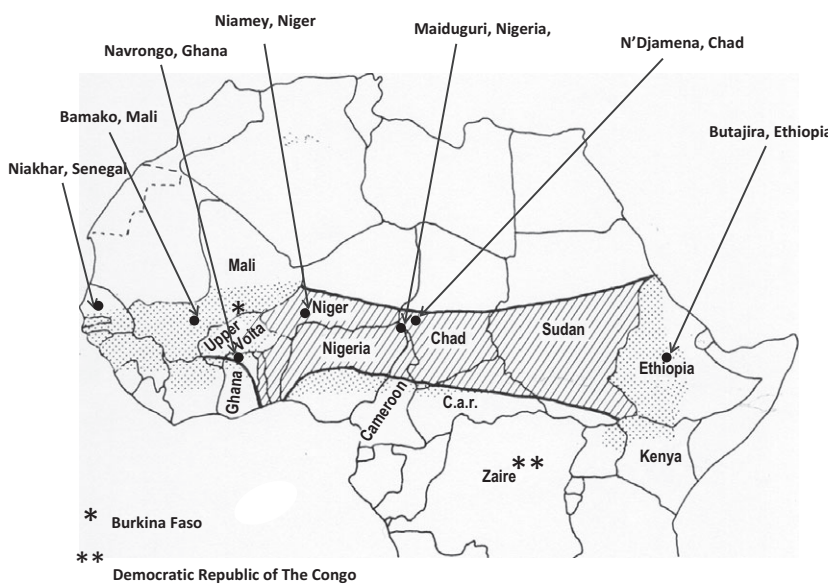 Niamey, Niger
Maiduguri, Nigeria,
Navrongo, Ghana
N’Djamena, Chad
Bamako, Mali
Butajira, Ethiopia
Niakhar, Senegal
Mali
*
Niger
Upper
Volta
Sudan
Nigeria
Chad
Ethiopia
Ghana
Cameroon
C.a.r.
Kenya
Zaire **
* Burkina Faso
** Democratic Republic of The Congo